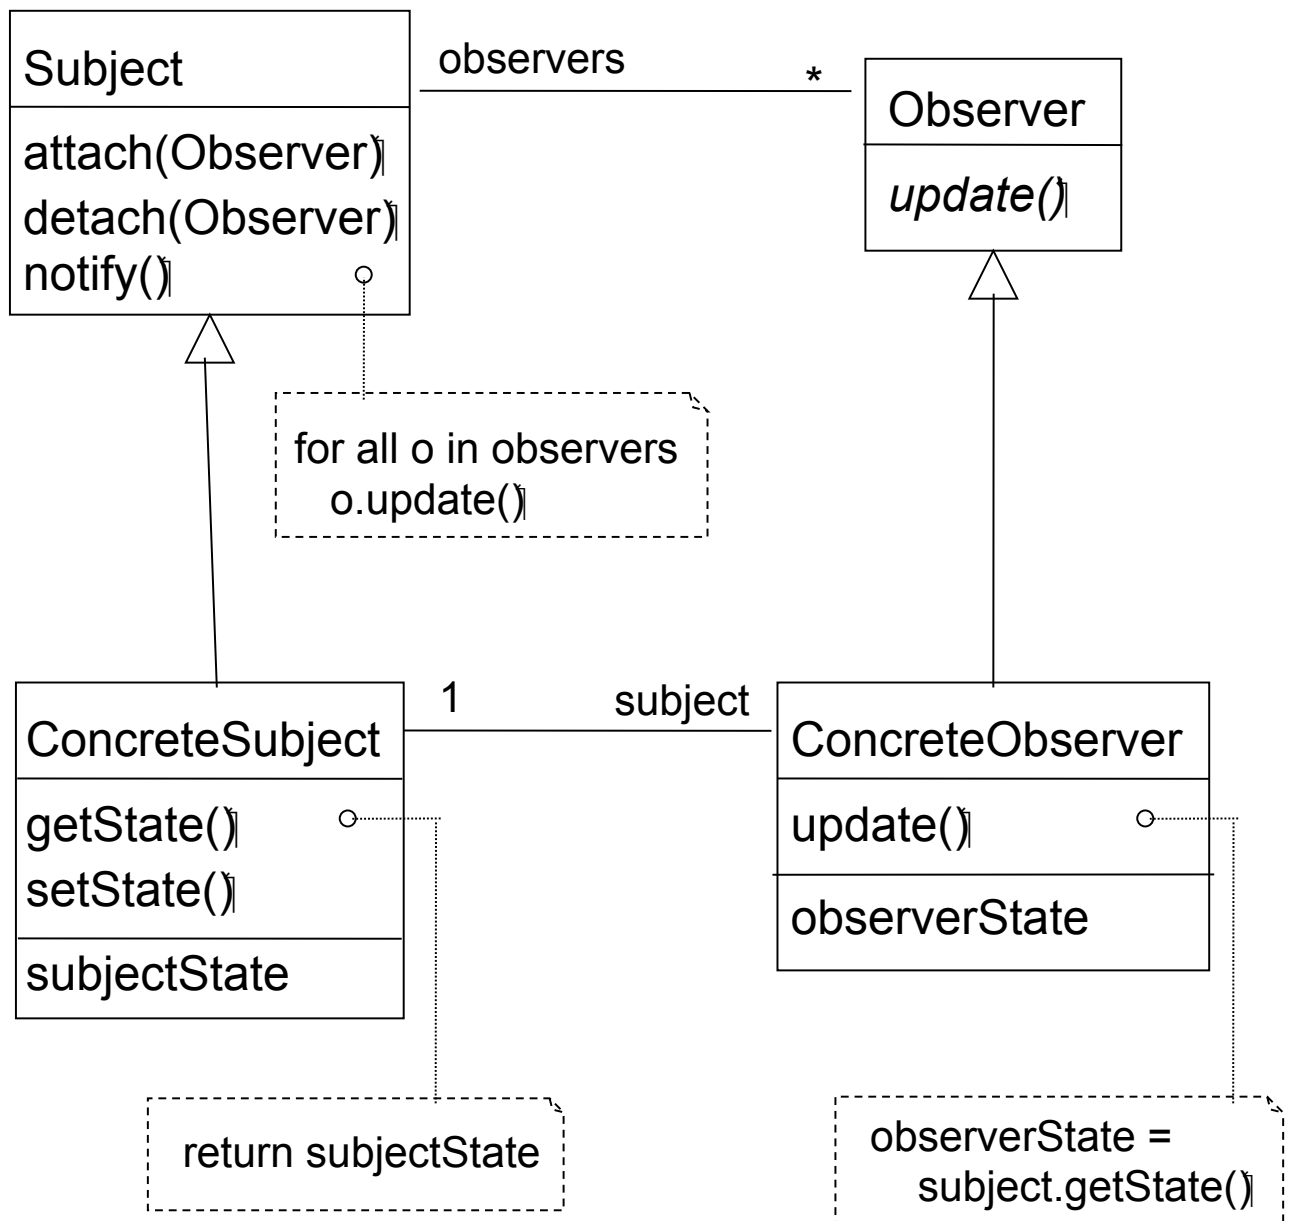 Subject
attach(Observer)
detach(Observer)
notify()
observers
*
Observer
update()
for all o in observers
o.update()
ConcreteSubject
getState()
setState()
subjectState
1
subject
ConcreteObserver
update()
observerState
return subjectState
observerState =
subject.getState()